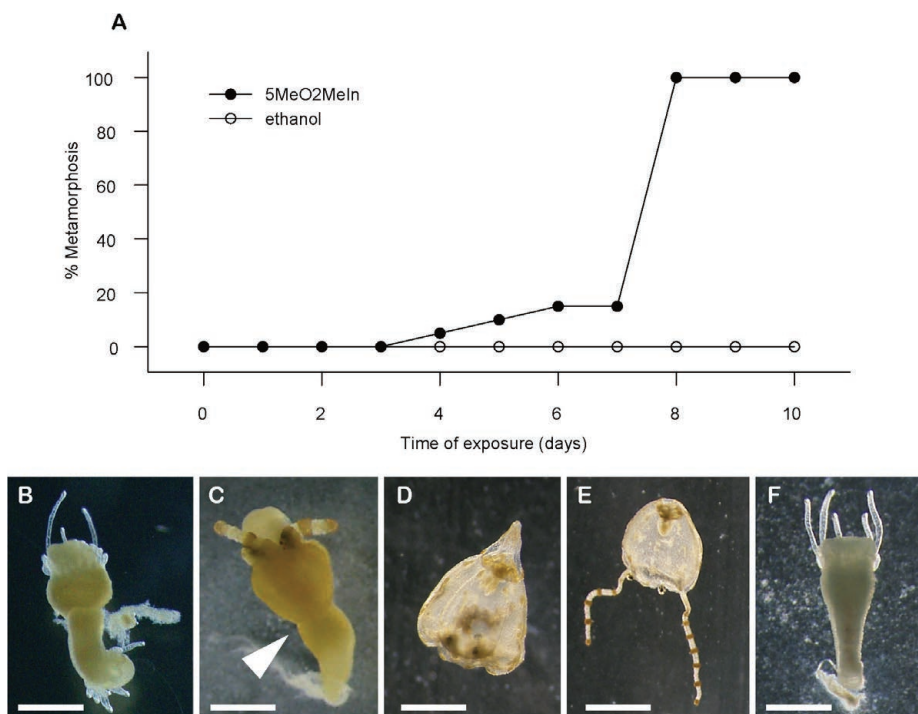 A
100
80
60
40
20
0
% Metamorphosis
5MeO2MeIn
ethanol
0 2 4 6 8 10
Time of exposure (days)
B C D E F